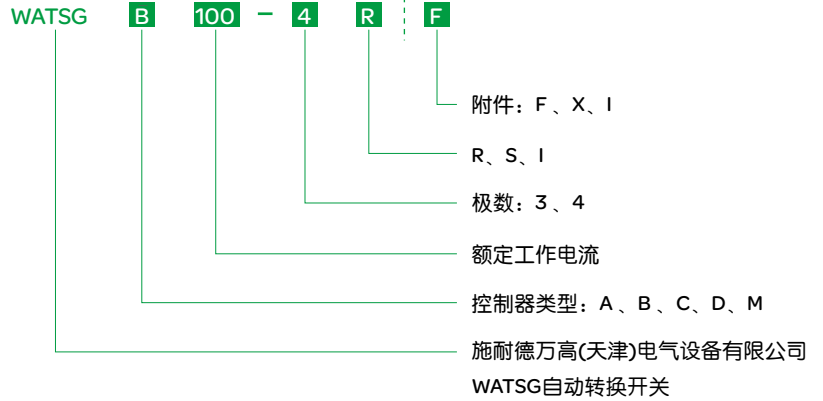 WATSG B 100 - 4 R F
附件：F 、X、I
R、S、I
极数：3 、4
额定工作电流
控制器类型：A 、B 、C、D、M
施耐德万高(天津)电气设备有限公司
WATSG自动转换开关